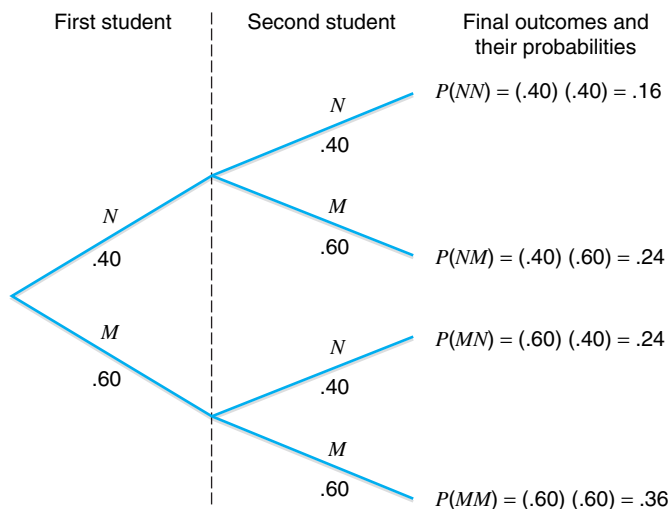 First student
Second student
Final outcomes and
their probabilities
N
.40
P(NN) = (.40) (.40) = .16
N
.40
M
.60
P(NM) = (.40) (.60) = .24
M
.60
N
.40
P(MN) = (.60) (.40) = .24
M
.60
P(MM) = (.60) (.60) = .36